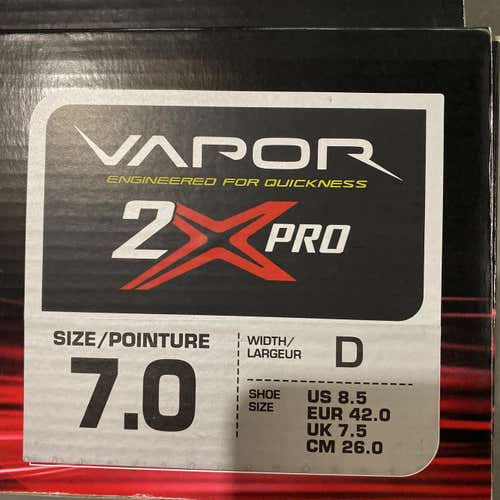 VAPOR
ENGINEERED FOR QUICKNESS
2X PRO
SIZE/POINTURE
7.0
WIDTH/
LARGEUR
D
SHOE
SIZE
US 8.5
EUR 42.0
UK 7.5
CM 26.0